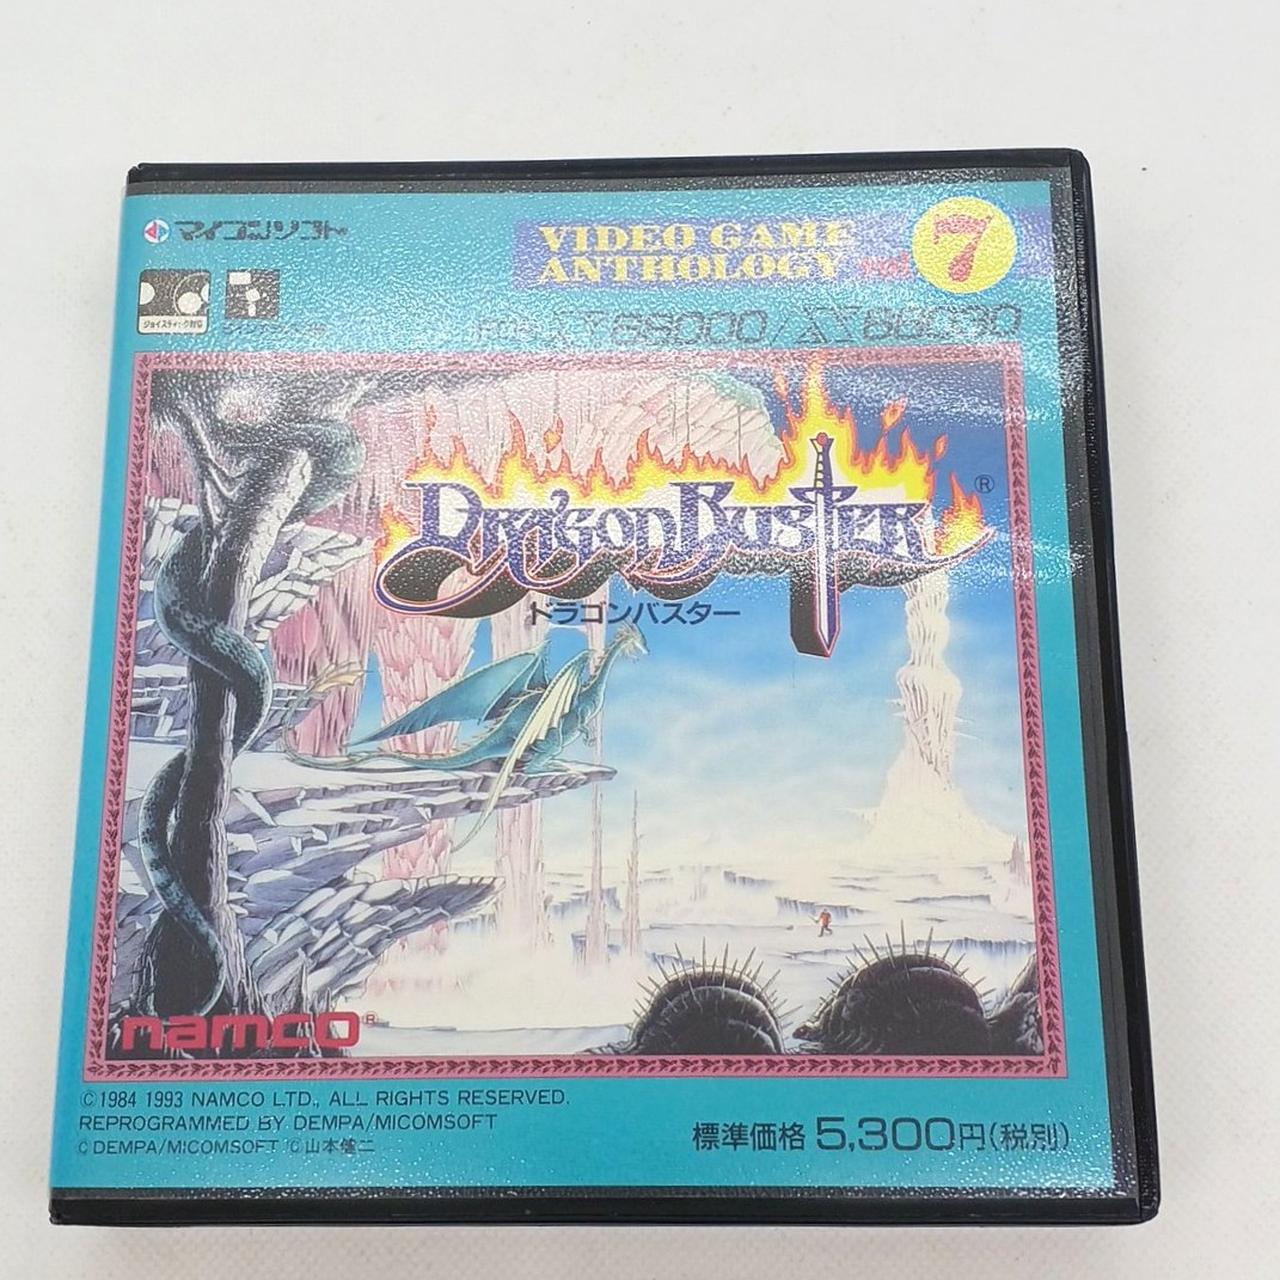 マイコンソフト
VIDEO GAME
ANTHOLOGY vol. 7
ジョイスティック対応
X68000/X68030
DRAGON BUSTER ®
ドラゴンバスター
namco ®
©1984 1993 NAMCO LTD., ALL RIGHTS RESERVED.
REPROGRAMMED BY DEMPA/MICOMSOFT
©DEMPA/MICOMSOFT ©山本健二
標準価格 5,300円(税別)